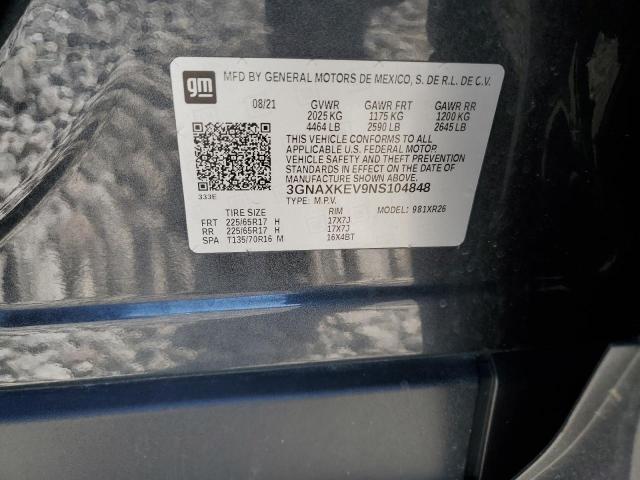 gm MFD BY GENERAL MOTORS DE MEXICO, S. DE R.L. DE C.V.
08/21 GVWR GAWR FRT GAWR RR
2025 KG 1175 KG 1200 KG
4464 LB 2590 LB 2645 LB
THIS VEHICLE CONFORMS TO ALL
APPLICABLE U.S. FEDERAL MOTOR
VEHICLE SAFETY AND THEFT PREVENTION
STANDARDS IN EFFECT ON THE DATE OF
MANUFACTURE SHOWN ABOVE.
333E 3GNAXKEV9NS104848
TYPE: M.P.V. MODEL: 981XR26
TIRE SIZE RIM
FRT 225/65R17 H 17X7J
RR 225/65R17 H 17X7J
SPA T135/70R16 M 16X4BT